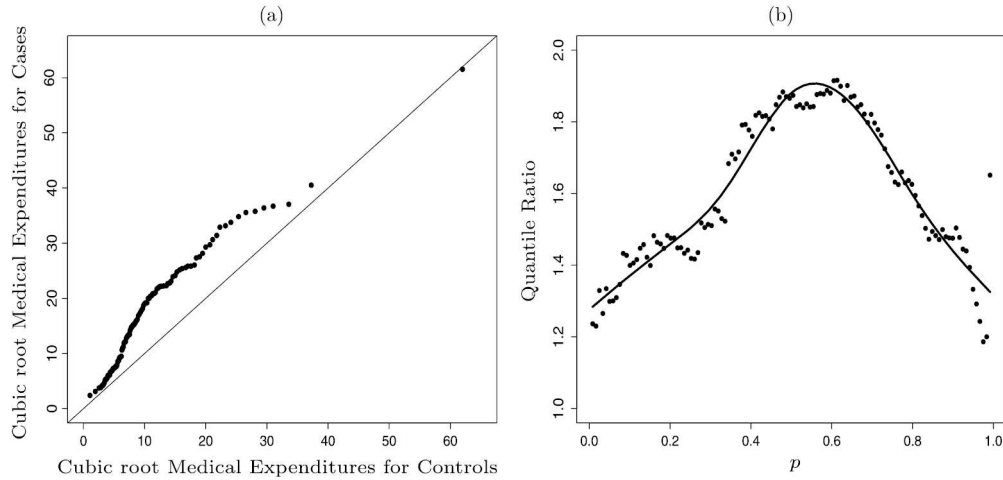 (a)
Cubic root Medical Expenditures for Cases
60
50
40
30
20
10
0
0 10 20 30 40 50 60
Cubic root Medical Expenditures for Controls
(b)
Quantile Ratio
2.0
1.8
1.6
1.4
1.2
1.0
0.0 0.2 0.4 0.6 0.8 1.0
p